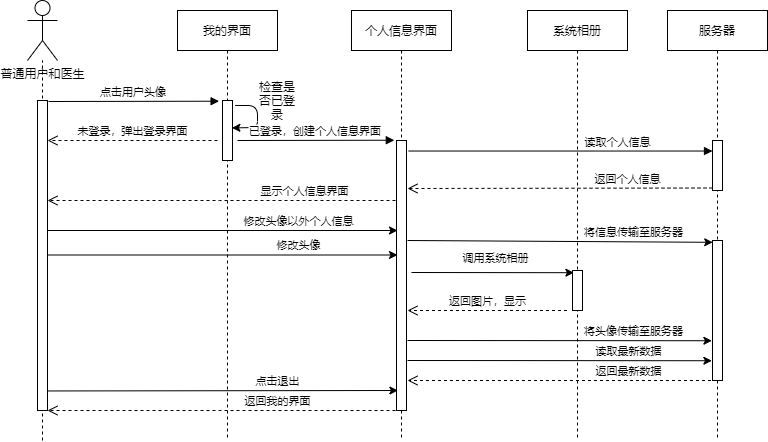 我的界面
个人信息界面
系统相册
服务器
普通用户和医生
点击用户头像
检查是
否已登
录
未登录，弹出登录界面
已登录，创建个人信息界面
读取个人信息
返回个人信息
显示个人信息界面
修改头像以外个人信息
将信息传输至服务器
修改头像
调用系统相册
返回图片，显示
将头像传输至服务器
读取最新数据
返回最新数据
点击退出
返回我的界面